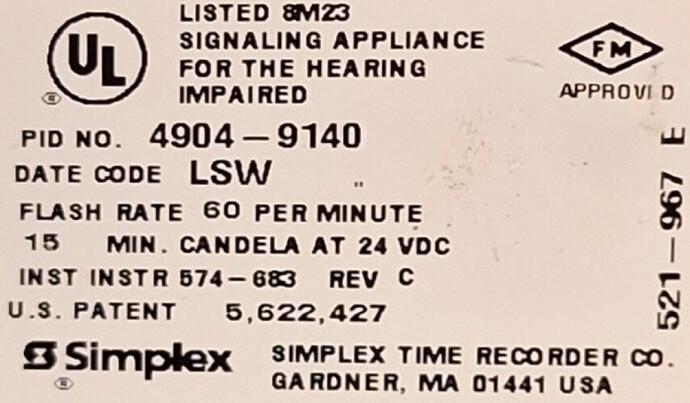 UL
®
LISTED 8M23
SIGNALING APPLIANCE
FOR THE HEARING
IMPAIRED
FM
APPROVED
PID NO. 4904-9140
DATE CODE LSW
FLASH RATE 60 PER MINUTE
15 MIN. CANDELA AT 24 VDC
INST INSTR 574-683 REV C
U.S. PATENT 5,622,427
521-967 E
Simplex
®
SIMPLEX TIME RECORDER CO.
GARDNER, MA 01441 USA